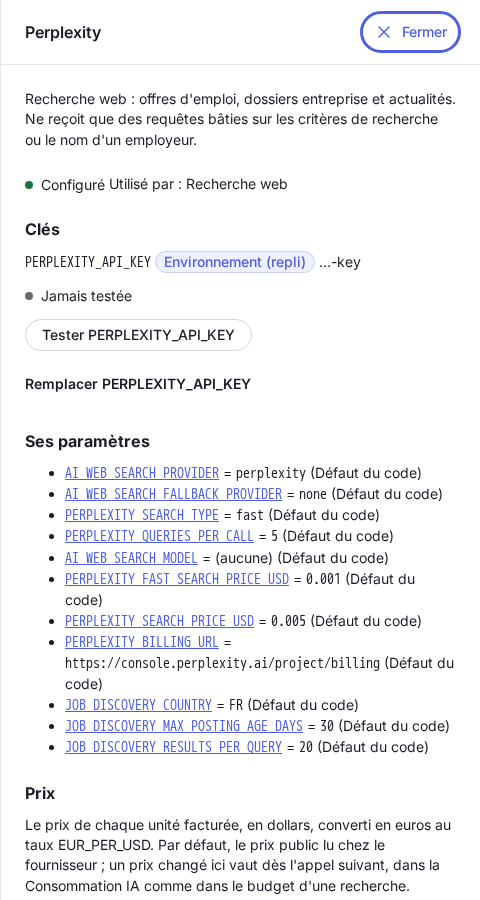 Perplexity
Fermer
Recherche web : offres d'emploi, dossiers entreprise et actualités.
Ne reçoit que des requêtes bâties sur les critères de recherche
ou le nom d'un employeur.
Configuré Utilisé par : Recherche web
Clés
PERPLEXITY_API_KEY Environnement (repli) …-key
Jamais testée
Tester PERPLEXITY_API_KEY
Remplacer PERPLEXITY_API_KEY
Ses paramètres
AI_WEB_SEARCH_PROVIDER = perplexity (Défaut du code)
AI_WEB_SEARCH_FALLBACK_PROVIDER = none (Défaut du code)
PERPLEXITY_SEARCH_TYPE = fast (Défaut du code)
PERPLEXITY_QUERIES_PER_CALL = 5 (Défaut du code)
AI_WEB_SEARCH_MODEL = (aucune) (Défaut du code)
PERPLEXITY_FAST_SEARCH_PRICE_USD = 0.001 (Défaut du
code)
PERPLEXITY_SEARCH_PRICE_USD = 0.005 (Défaut du code)
PERPLEXITY_BILLING_URL =
https://console.perplexity.ai/project/billing (Défaut du
code)
JOB_DISCOVERY_COUNTRY = FR (Défaut du code)
JOB_DISCOVERY_MAX_POSTING_AGE_DAYS = 30 (Défaut du code)
JOB_DISCOVERY_RESULTS_PER_QUERY = 20 (Défaut du code)
Prix
Le prix de chaque unité facturée, en dollars, converti en euros au
taux EUR_PER_USD. Par défaut, le prix public lu chez le
fournisseur ; un prix changé ici vaut dès l'appel suivant, dans la
Consommation IA comme dans le budget d'une recherche.